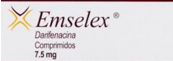 Emselex®
Darifenacina
Comprimidos
7.5 mg